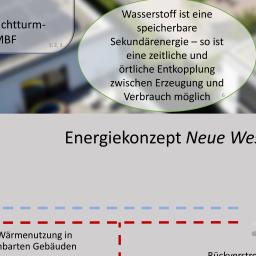 chtturm-
MBF
Wasserstoff ist eine
speicherbare
Sekundärenergie – so ist
eine zeitliche und
örtliche Entkopplung
zwischen Erzeugung und
Verbrauch möglich
Energiekonzept Neue Wes
Wärmenutzung in
nbarten Gebäuden
Rückverstro